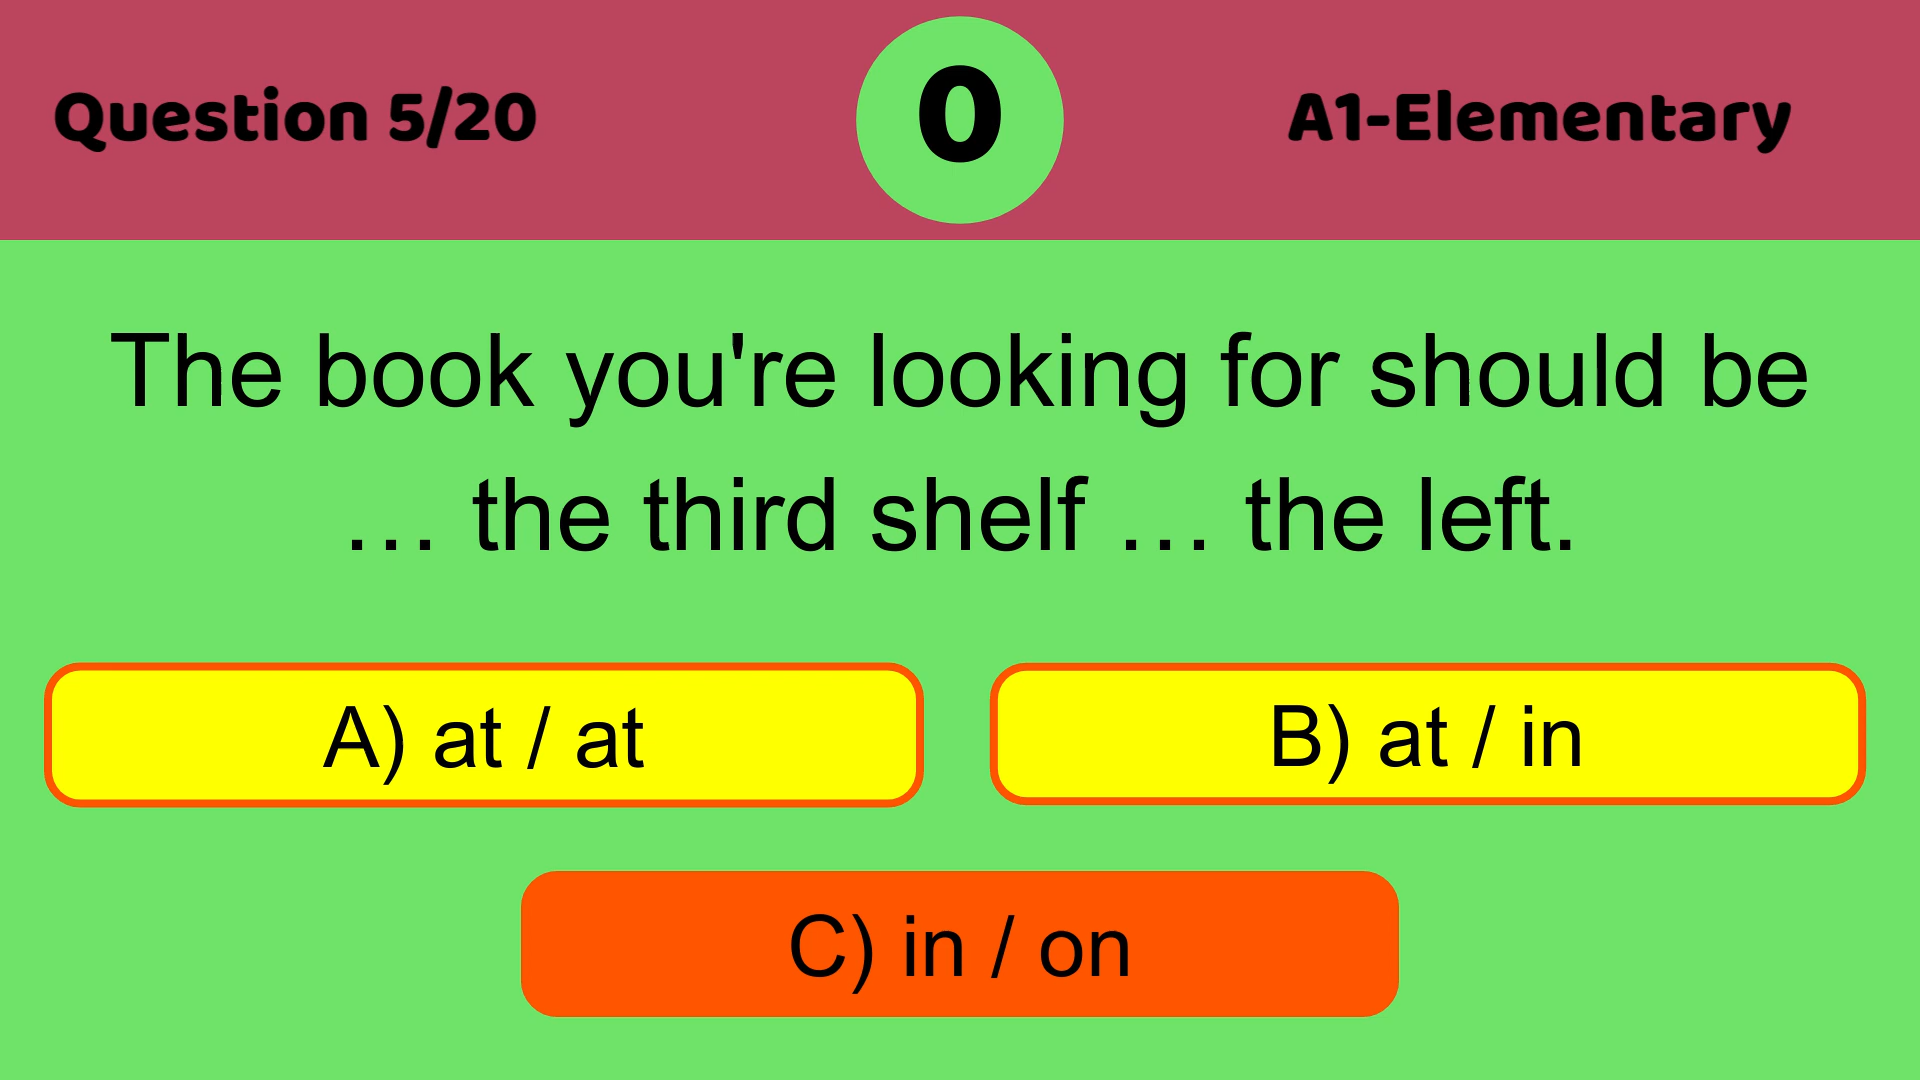 Question 5/20
0
A1-Elementary
The book you're looking for should be
… the third shelf … the left.
A) at / at
B) at / in
C) in / on